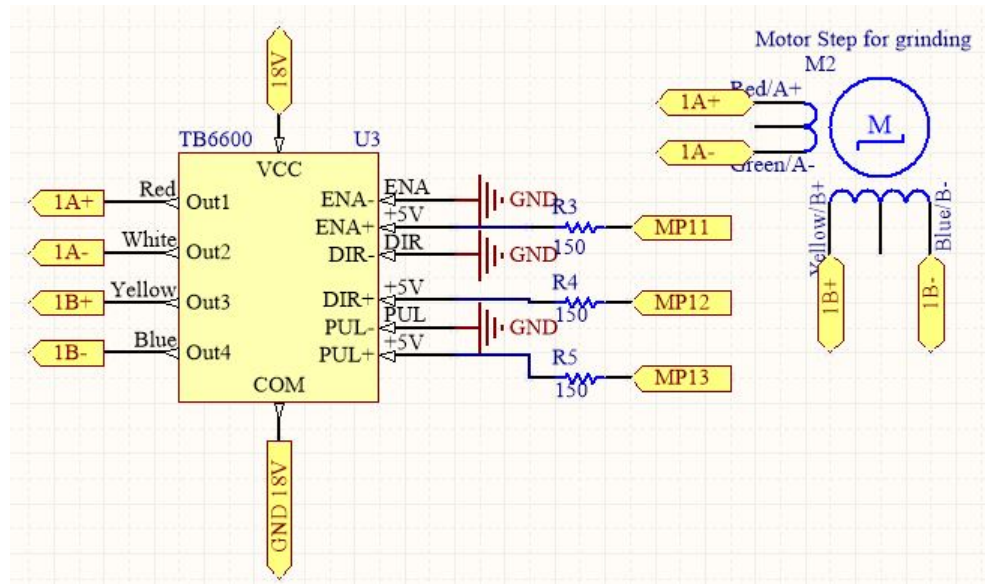 18V
TB6600
U3
VCC
1A+
Red
Out1
1A-
White
Out2
1B+
Yellow
Out3
1B-
Blue
Out4
COM
GND 18V
ENA-
ENA
GND
ENA+
+5V
R3
150
MP11
DIR-
DIR
GND
DIR+
+5V
R4
150
MP12
PUL-
PUL
GND
PUL+
+5V
R5
150
MP13
Motor Step for grinding
M2
Red/A+
1A+
M
1A-
Green/A-
Yellow/B+
Blue/B-
1B+
1B-